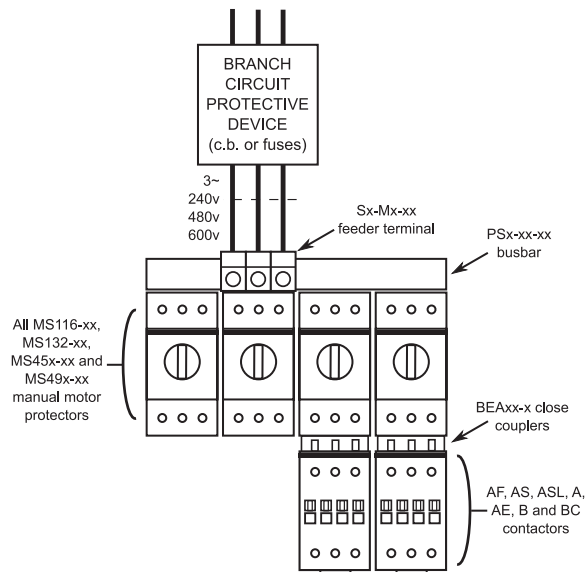 BRANCH
CIRCUIT
PROTECTIVE
DEVICE
(c.b. or fuses)
3~
240v
480v
600v
Sx-Mx-xx
feeder terminal
PSx-xx-xx
busbar
All MS116-xx,
MS132-xx,
MS45x-xx and
MS49x-xx
manual motor
protectors
BEAxx-x close
couplers
AF, AS, ASL, A,
AE, B and BC
contactors